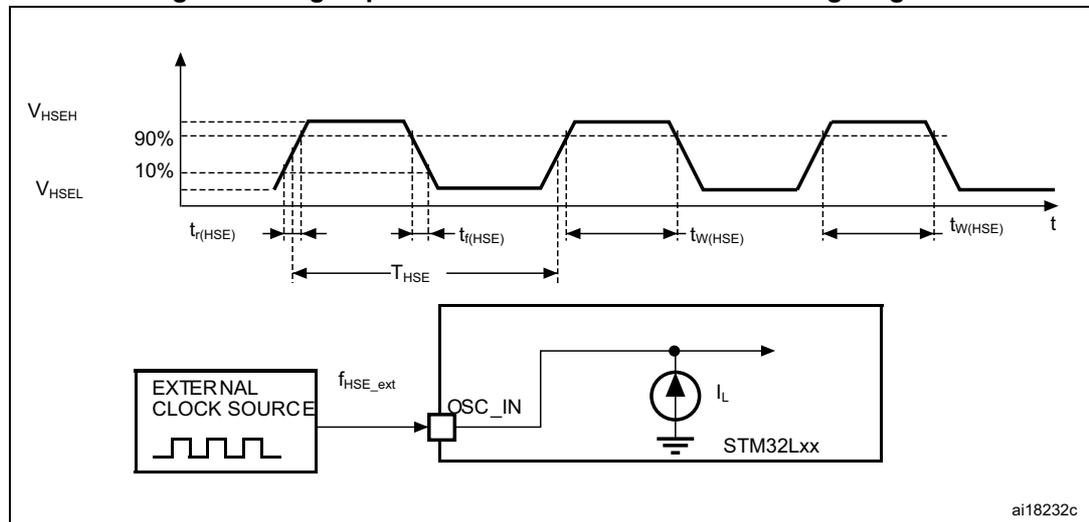 V_HSEH
90%
10%
V_HSEL
t_r(HSE)
t_f(HSE)
t_W(HSE)
t_W(HSE)
t
T_HSE
EXTERNAL
CLOCK SOURCE
f_HSE_ext
OSC_IN
I_L
STM32Lxx
ai18232c